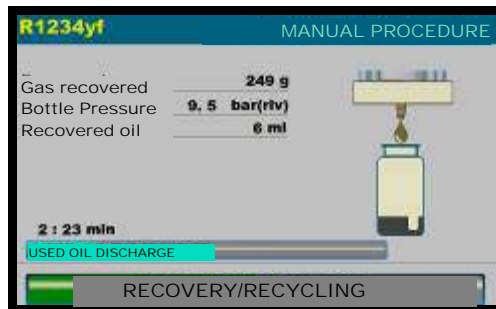 R1234yf
MANUAL PROCEDURE
Gas recovered 249 g
Bottle Pressure 9, 5 bar(rlv)
Recovered oil 6 ml
2 : 23 min
USED OIL DISCHARGE
RECOVERY/RECYCLING